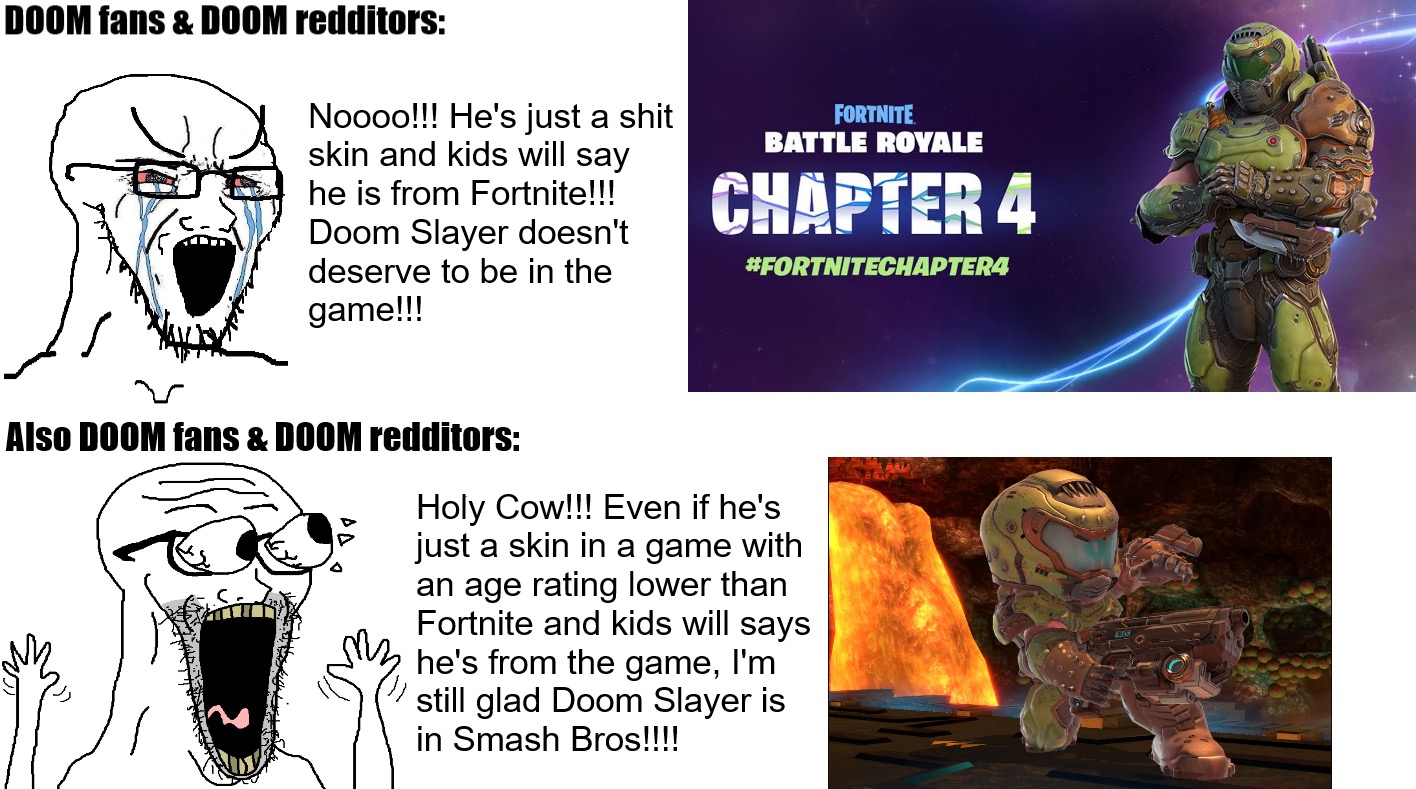 DOOM fans & DOOM redditors:
Noooo!!! He's just a shit
skin and kids will say
he is from Fortnite!!!
Doom Slayer doesn't
deserve to be in the
game!!!
FORTNITE
BATTLE ROYALE
CHAPTER 4
#FORTNITECHAPTER4
Also DOOM fans & DOOM redditors:
Holy Cow!!! Even if he's
just a skin in a game with
an age rating lower than
Fortnite and kids will says
he's from the game, I'm
still glad Doom Slayer is
in Smash Bros!!!!